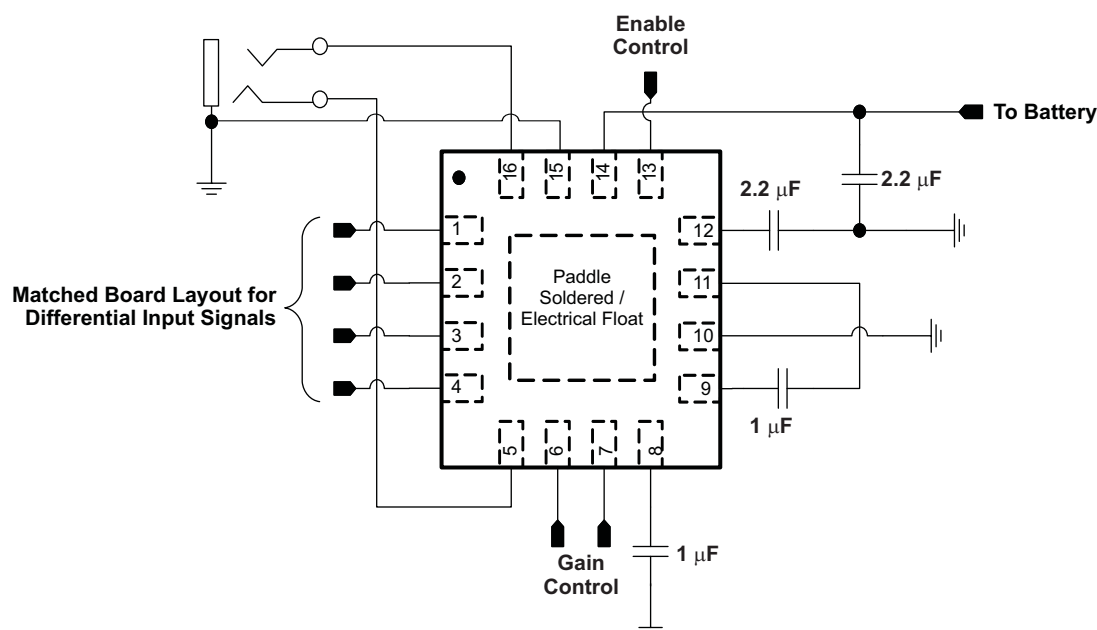 Enable
Control
To Battery
16
15
14
13
2.2 μF
2.2 μF
1
12
2
11
3
10
4
9
Paddle
Soldered /
Electrical Float
Matched Board Layout for
Differential Input Signals
1 μF
5
6
7
8
Gain
Control
1 μF